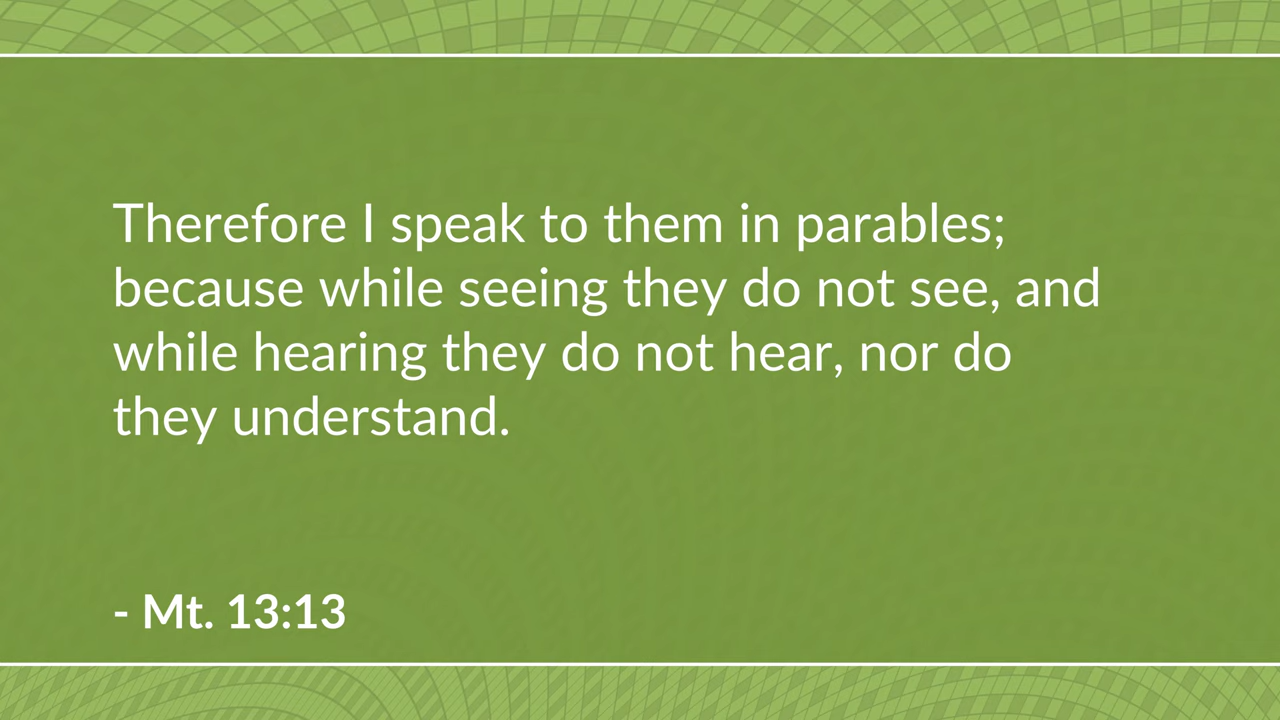 Therefore I speak to them in parables;
because while seeing they do not see, and
while hearing they do not hear, nor do
they understand.
- Mt. 13:13